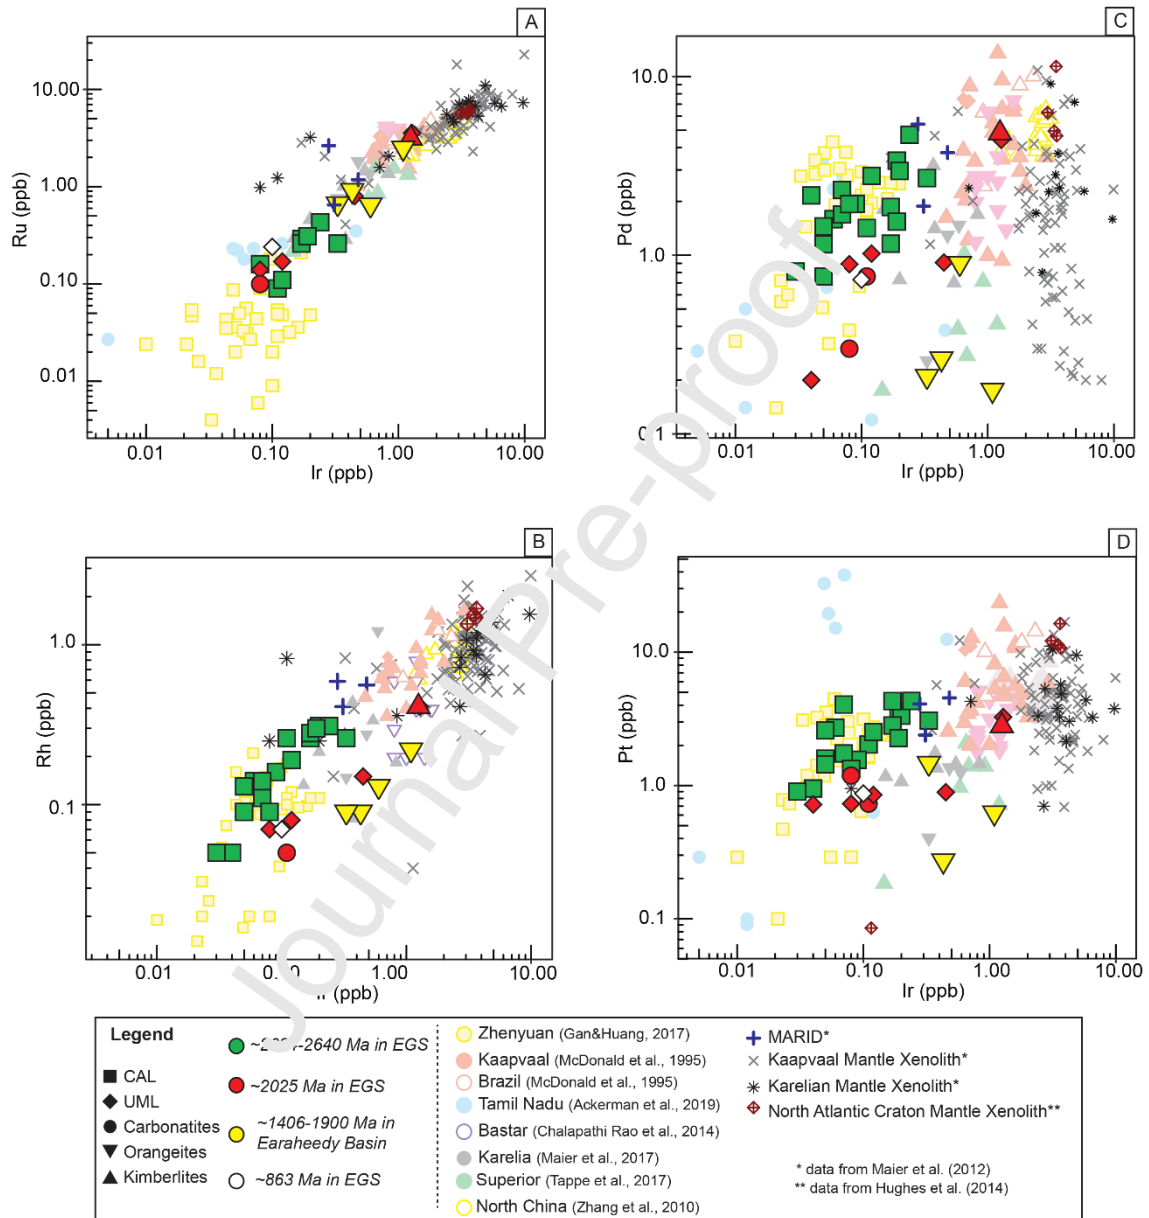 A
10.00
1.00
0.10
0.01
Ru (ppb)
0.01
0.10
1.00
10.00
Ir (ppb)
C
10.0
1.0
0.1
Pd (ppb)
0.01
0.10
1.00
10.00
Ir (ppb)
B
1.0
0.1
Rh (ppb)
0.01
1.00
10.00
Ir (ppb)
D
10.0
1.0
0.1
Pt (ppb)
0.01
0.10
1.00
10.00
Ir (ppb)
Journal Pre-proof
Legend
CAL
UML
Carbonatites
Orangeites
Kimberlites
Ma in EGS
~2025 Ma in EGS
~1406-1900 Ma in
Earaheedy Basin
~863 Ma in EGS
Zhenyuan (Gan&Huang, 2017)
Kaapvaal (McDonald et al., 1995)
Brazil (McDonald et al., 1995)
Tamil Nadu (Ackerman et al., 2019)
Bastar (Chalapathi Rao et al., 2014)
Karelia (Maier et al., 2017)
Superior (Tappe et al., 2017)
North China (Zhang et al., 2010)
MARID*
Kaapvaal Mantle Xenolith*
Karelian Mantle Xenolith*
North Atlantic Craton Mantle Xenolith**
* data from Maier et al. (2012)
** data from Hughes et al. (2014)